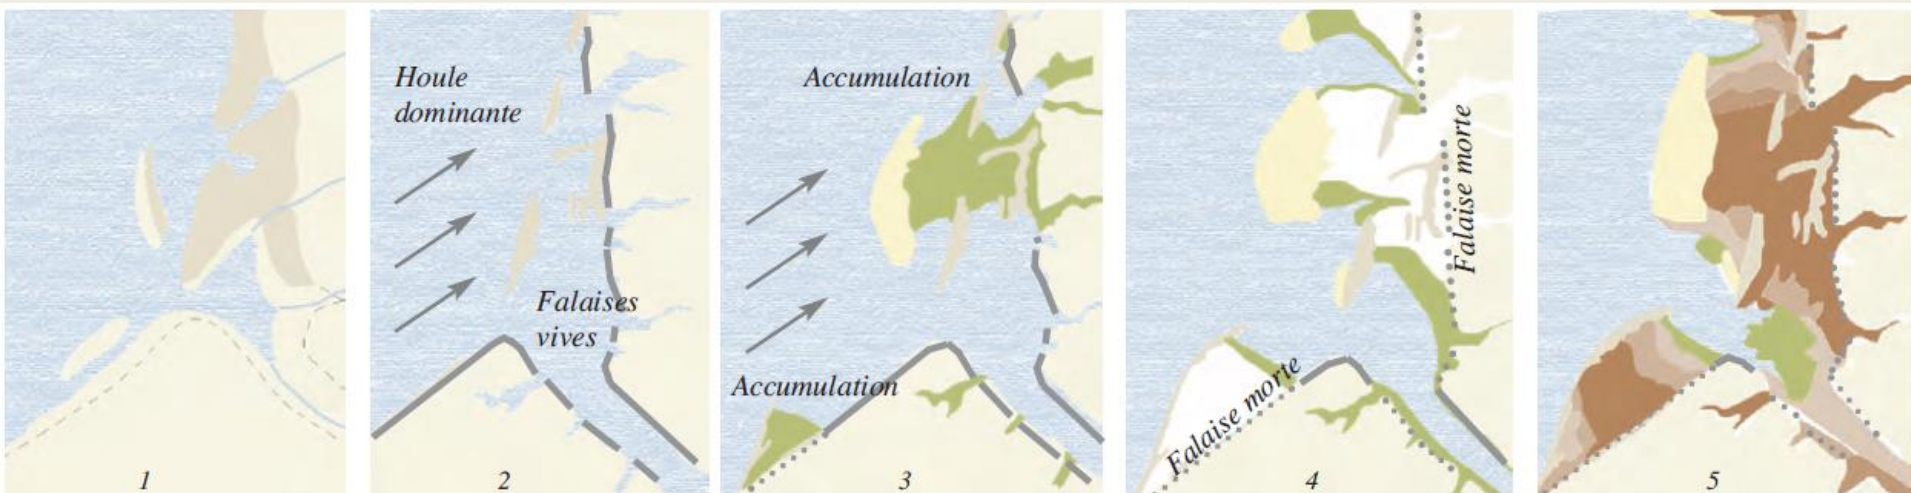 1
Houle
dominante
Falaises
vives
2
Accumulation
Accumulation
3
Falaise morte
Falaise morte
4
5